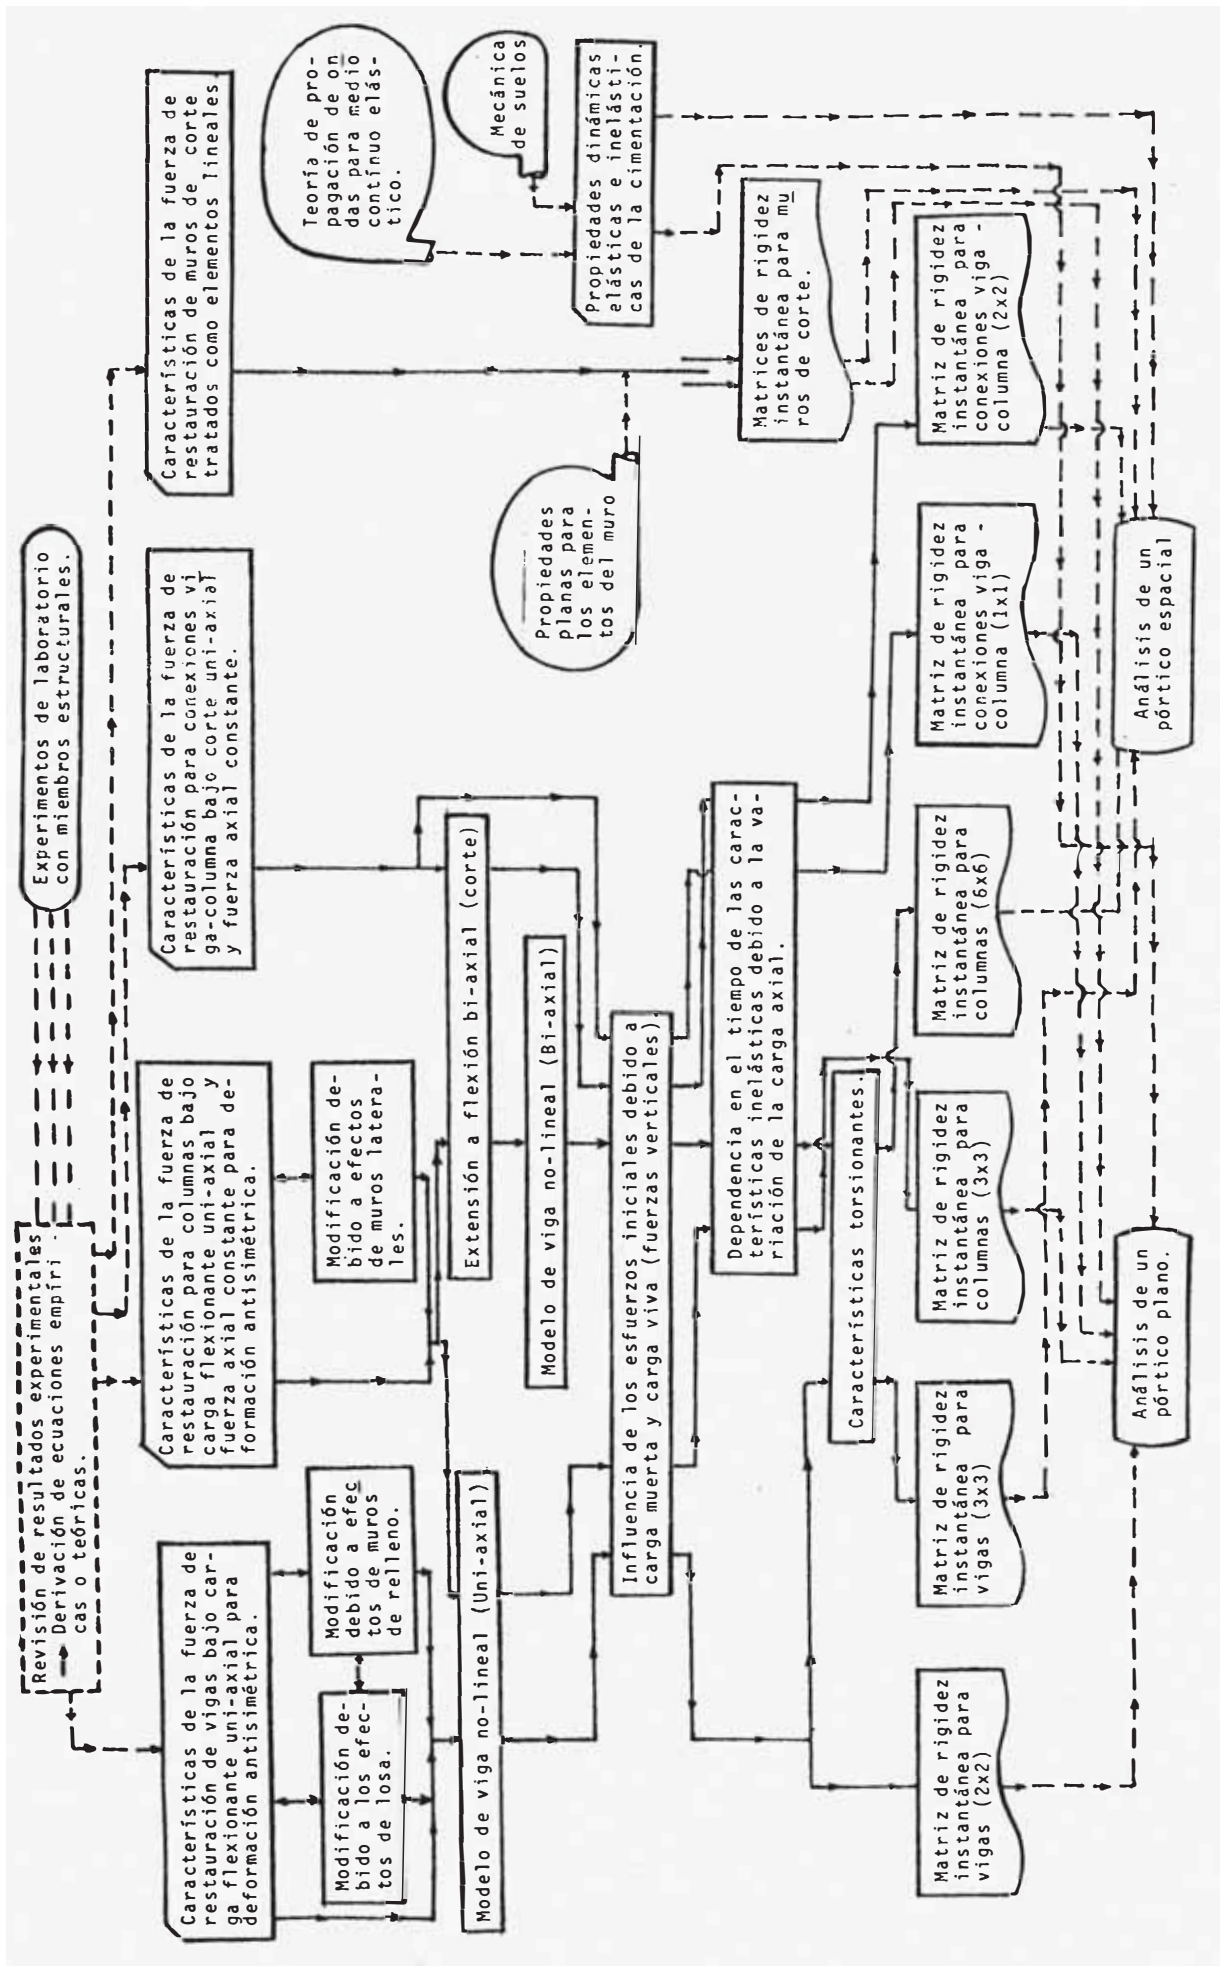 Experimentos de laboratorio
con miembros estructurales.
Revisión de resultados experimentales
→ Derivación de ecuaciones empíri -
cas o teóricas.
Características de la fuerza de
restauración de vigas bajo car-
ga flexionante uni-axial para
deformación antisimétrica.
Características de la fuerza de
restauración para columnas bajo
carga flexionante uni-axial y
fuerza axial constante para de-
formación antisimétrica.
Características de la fuerza de
restauración para conexiones vi
ga-columna bajo corte uni-axial
y fuerza axial constante.
Características de la fuerza de
restauración de muros de corte
tratados como elementos lineales
Teoría de pro-
pagación de on
das para medio
contínuo elás-
tico.
Mecánica
de suelos
Modificación de-
bido a los efec-
tos de losa.
Modificación
debido a efec
tos de muros
de relleno.
Modificación de-
bido a efectos
de muros latera-
les.
Extensión a flexión bi-axial (corte)
Propiedades
planas para
los elemen-
tos del muro
Propiedades dinámicas
elásticas e inelásti-
cas de la cimentación.
Modelo de viga no-lineal (Uni-axial)
Modelo de viga no-lineal (Bi-axial)
Influencia de los esfuerzos iniciales debido a
carga muerta y carga viva (fuerzas verticales).
Dependencia en el tiempo de las carac-
terísticas inelásticas debido a la va-
riación de la carga axial.
Matrices de rigidez
instantánea para mu
ros de corte.
Características torsionantes.
Matriz de rigidez
instantánea para
vigas (2x2)
Matriz de rigidez
instantánea para
vigas (3x3)
Matriz de rigidez
instantánea para
columnas (3x3)
Matriz de rigidez
instantánea para
columnas (6x6)
Matriz de rigidez
instantánea para
conexiones viga -
columna (1x1)
Matriz de rigidez
instantánea para
conexiones viga -
columna (2x2)
Análisis de un
pórtico plano.
Análisis de un
pórtico espacial